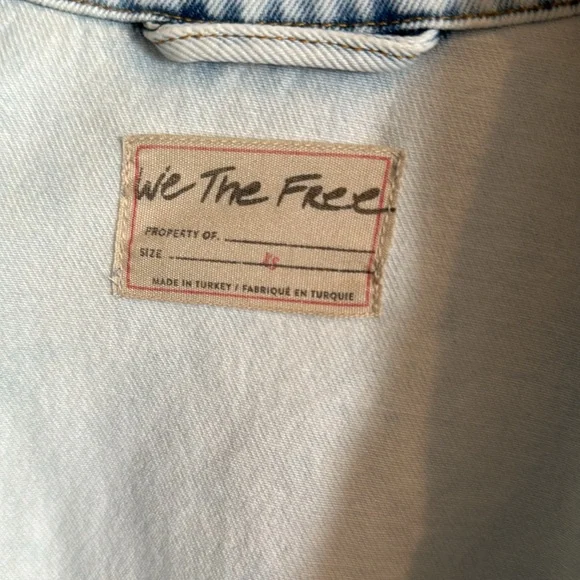 We The Free
PROPERTY OF.
SIZE XS
MADE IN TURKEY / FABRIQUÉ EN TURQUIE